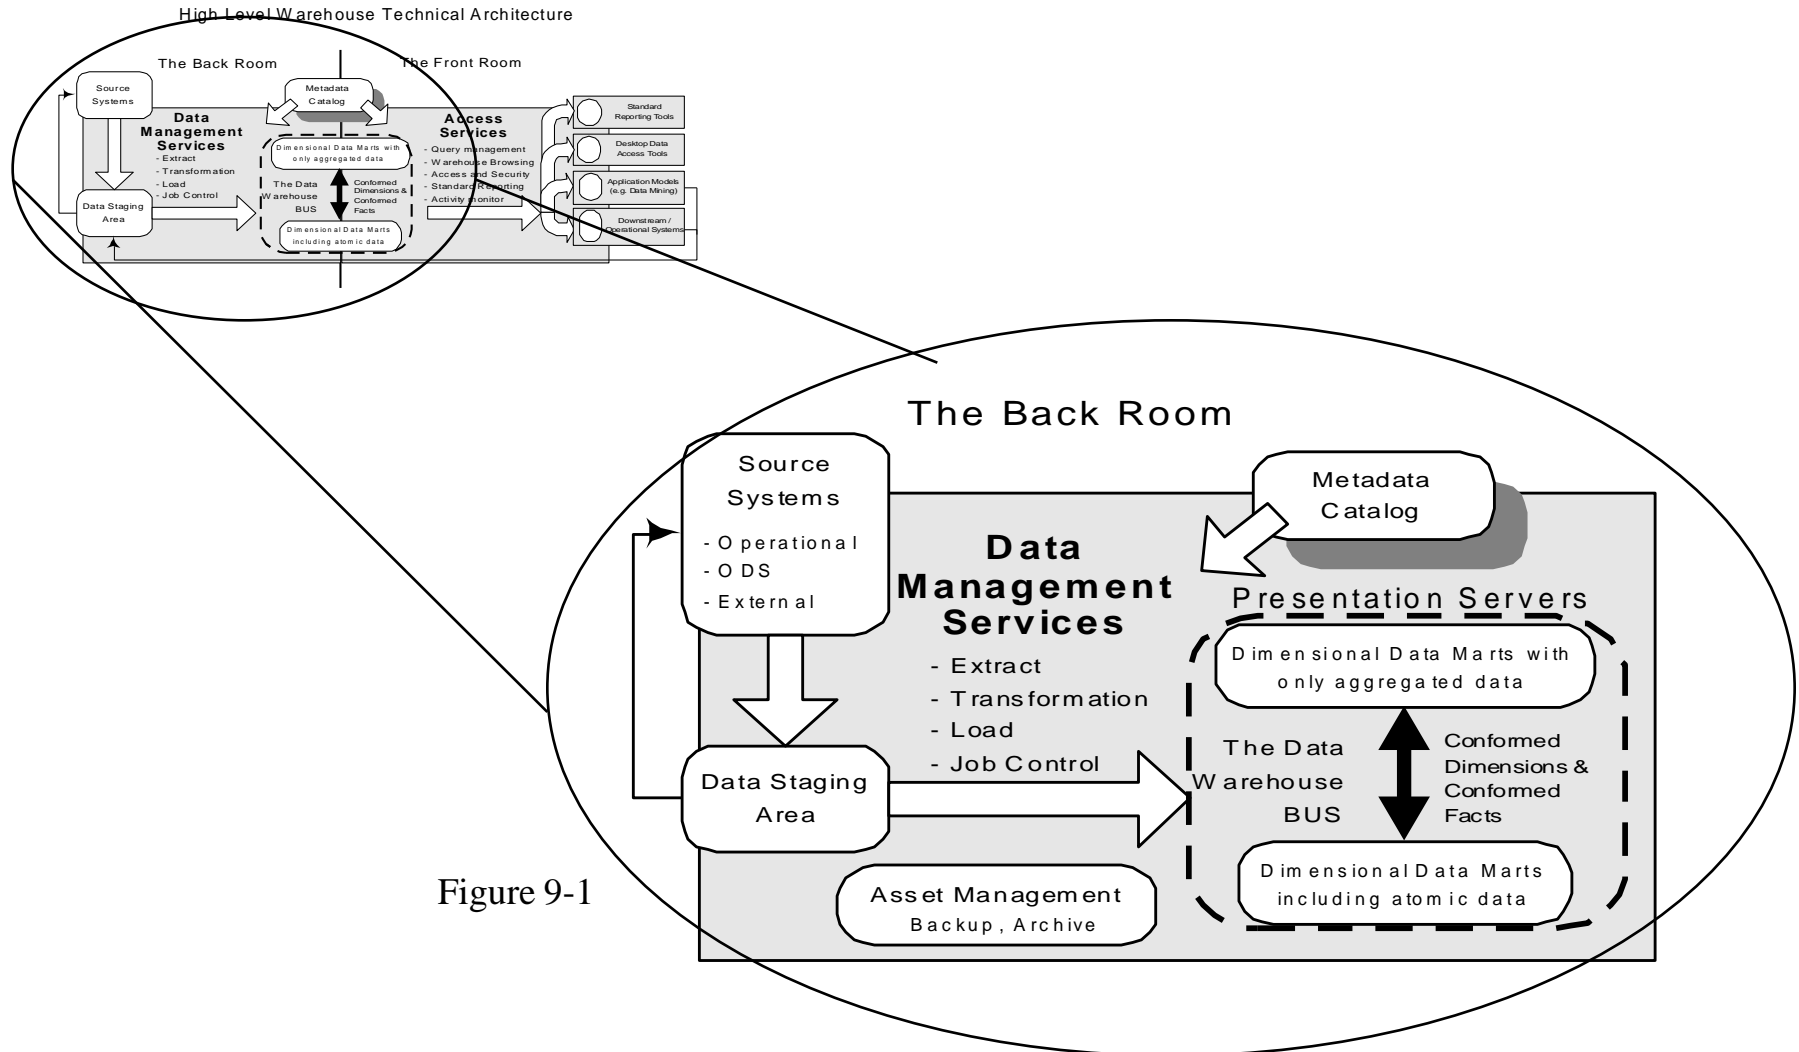 High Level Warehouse Technical Architecture
The Back Room
The Front Room
Source
Systems
Metadata
Catalog
Data
Management
Services
- Extract
- Transformation
- Load
- Job Control
Data Staging
Area
Dimensional Data Marts with
only aggregated data
The Data
Warehouse
BUS
Conformed
Dimensions &
Conformed
Facts
Dimensional Data Marts
including atomic data
Access
Services
- Query management
- Warehouse Browsing
- Access and Security
- Standard Reporting
- Activity monitor
Standard
Reporting Tools
Desktop Data
Access Tools
Application Models
(e.g. Data Mining)
Downstream /
Operational Systems
The Back Room
Source
Systems
- Operational
- ODS
- External
Metadata
Catalog
Data
Management
Services
- Extract
- Transformation
- Load
- Job Control
Presentation Servers
Dimensional Data Marts with
only aggregated data
The Data
Warehouse
BUS
Conformed
Dimensions &
Conformed
Facts
Dimensional Data Marts
including atomic data
Data Staging
Area
Asset Management
Backup, Archive
Figure 9-1